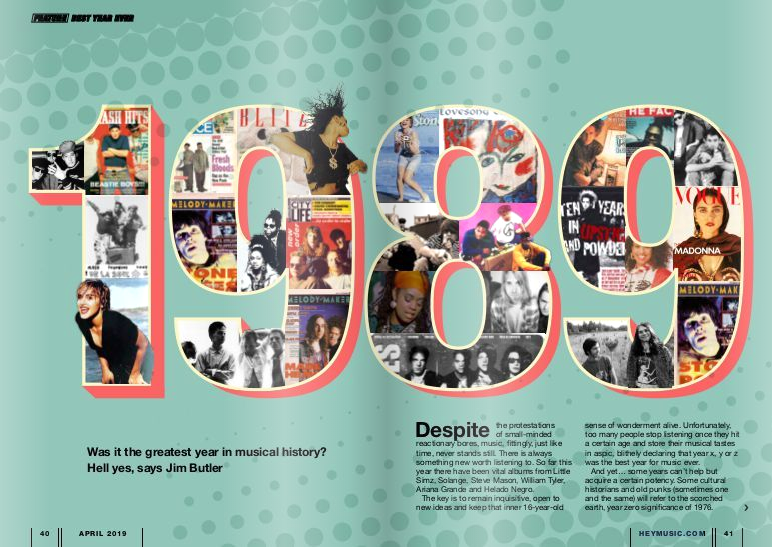 FEATURE BEST YEAR EVER
1989
SMASH HITS
BEASTIE BOYS!!!
DE LA SOUL
BLITZ
Fresh
Bloods
MELODY MAKER
CITY
LIFE
new order
MELODY MAKER
Lovesong
THE FACE
TEN YEARS
IN
UPSTICK
AND POWDER
VOGUE
MADONNA
MELODY MAKER
Was it the greatest year in musical history?
Hell yes, says Jim Butler
Despite the protestations
of small-minded
reactionary bores, music, fittingly, just like
time, never stands still. There is always
something new worth listening to. So far this
year there have been vital albums from Little
Simz, Solange, Steve Mason, William Tyler,
Ariana Grande and Helado Negro.
The key is to remain inquisitive, open to
new ideas and keep that inner 16-year-old
sense of wonderment alive. Unfortunately,
too many people stop listening once they hit
a certain age and store their musical tastes
in aspic, blithely declaring that year x, y or z
was the best year for music ever.
And yet… some years can't help but
acquire a certain potency. Some cultural
historians and old punks (sometimes one
and the same) will refer to the scorched
earth, year zero significance of 1976.
40
APRIL 2019
HEYMUSIC.COM
41